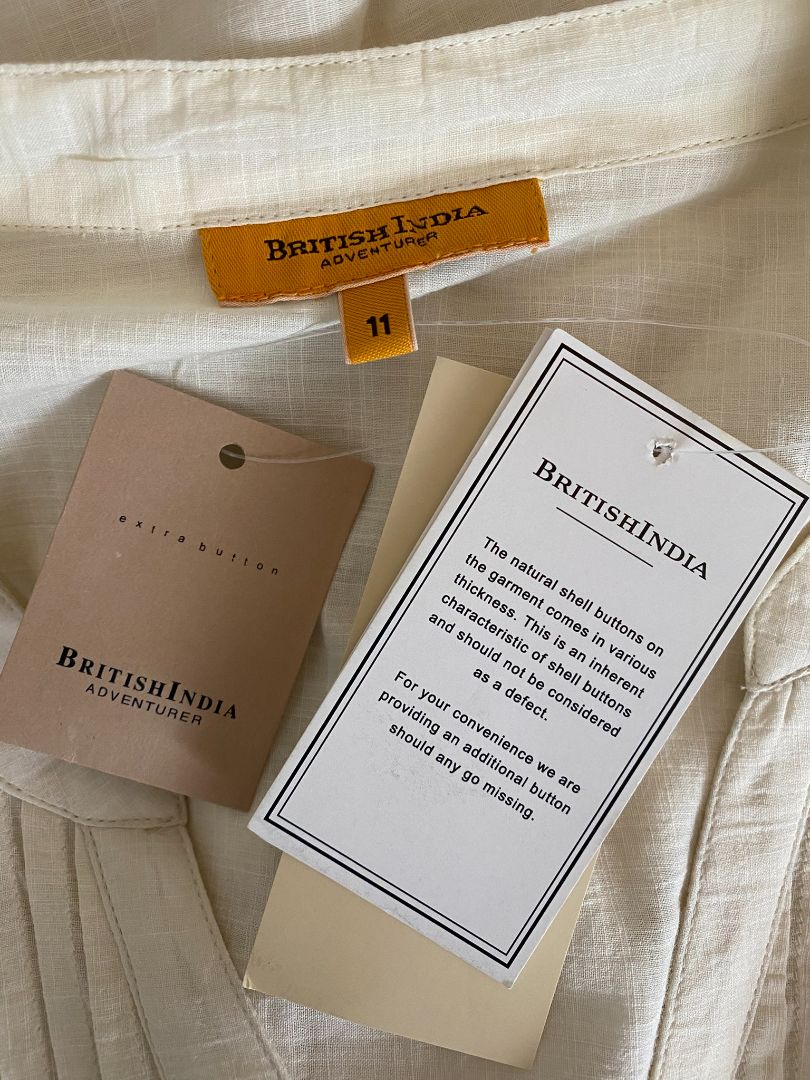 BRITISHINDIA
ADVENTURER
11
extra button
BRITISHINDIA
ADVENTURER
BRITISHINDIA
The natural shell buttons on
the garment comes in various
thickness. This is an inherent
characteristic of shell buttons
and should not be considered
as a defect.
For your convenience we are
providing an additional button
should any go missing.